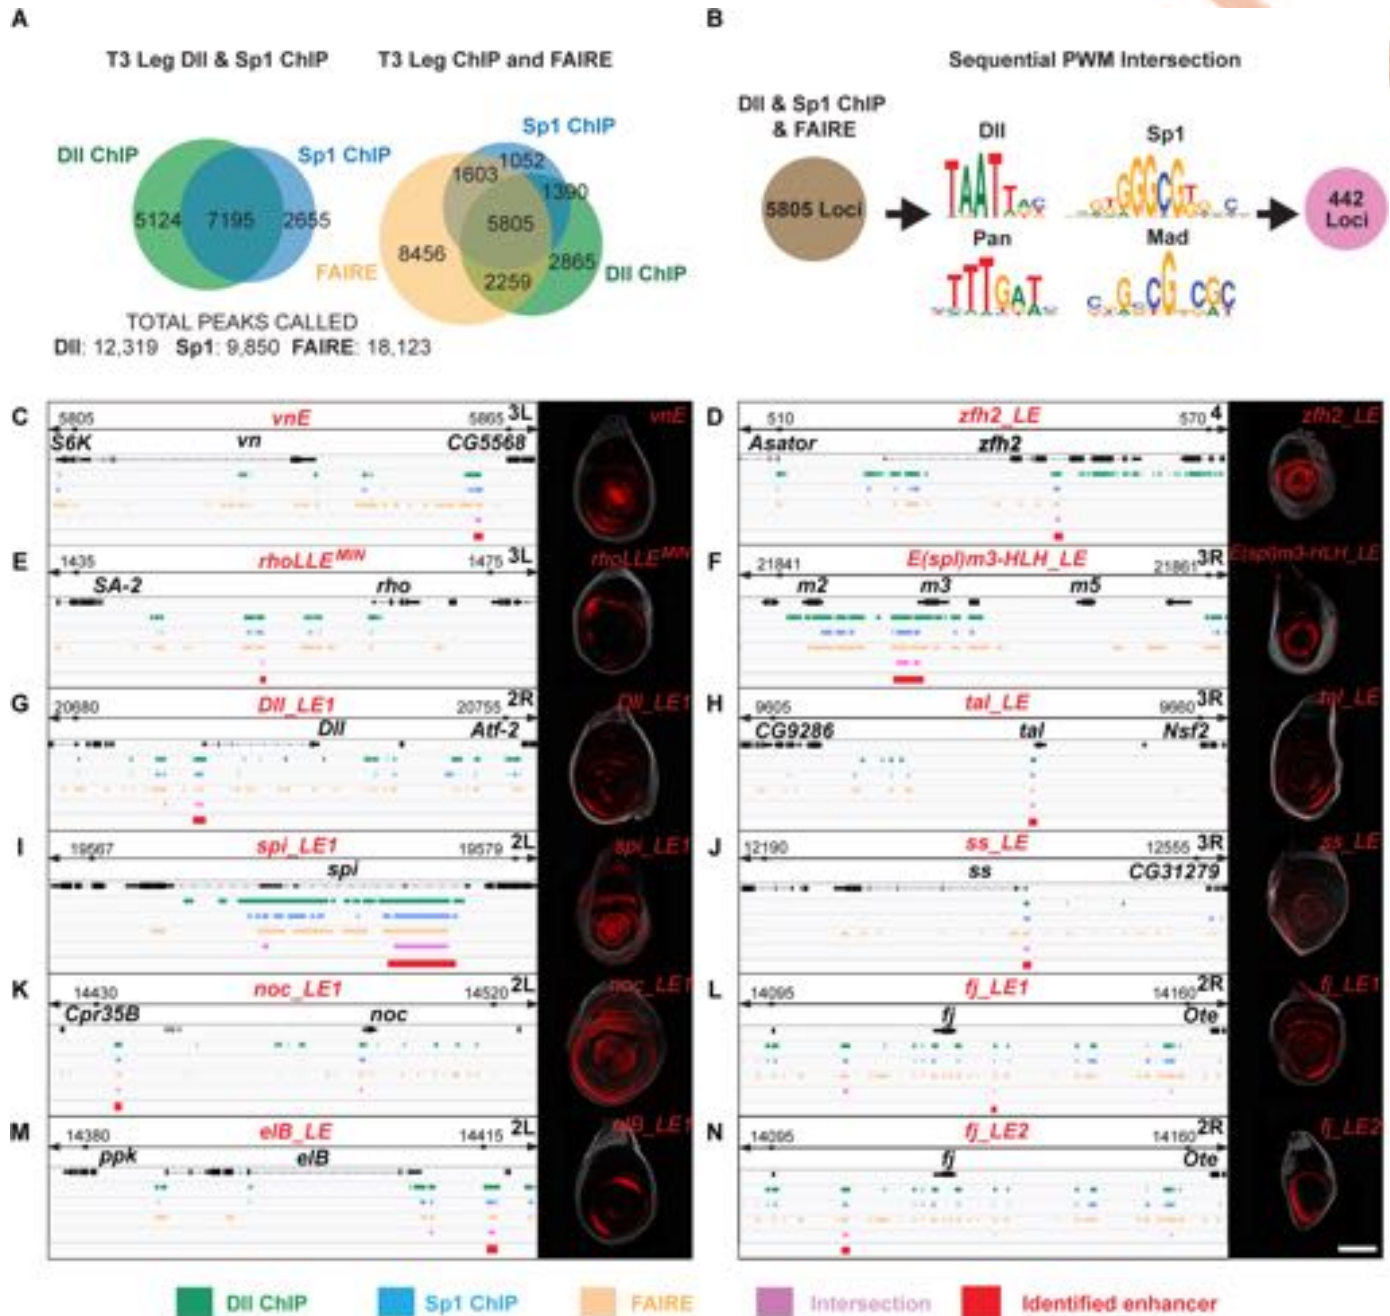 A
T3 Leg Dll & Sp1 ChIP
T3 Leg ChIP and FAIRE
Dll ChIP
Sp1 ChIP
5124
7195
2655
Sp1 ChIP
1052
1603
1390
5805
8456
2865
2259
FAIRE
Dll ChIP
TOTAL PEAKS CALLED
Dll: 12,319 Sp1: 9,850 FAIRE: 18,123
B
Sequential PWM Intersection
Dll & Sp1 ChIP
& FAIRE
5805 Loci
Dll
Sp1
Pan
Mad
442
Loci
C
5805
vnE
5865
3L
S6K
vn
CG5568
vnE
D
510
zfh2_LE
570
4
Asator
zfh2
zfh2_LE
E
1435
rhoLLE^MIN
1475
3L
SA-2
rho
rhoLLE^MIN
F
21841
E(spl)m3-HLH_LE
21861
3R
m2
m3
m5
E(spl)m3-HLH_LE
G
20680
Dll_LE1
20755
2R
Dll
Atf-2
Dll_LE1
H
9605
tal_LE
9660
3R
CG9286
tal
Nsf2
tal_LE
I
19567
spi_LE1
19579
2L
spi
spi_LE1
J
12190
ss_LE
12555
3R
ss
CG31279
ss_LE
K
14430
noc_LE1
14520
2L
Cpr35B
noc
noc_LE1
L
14095
fj_LE1
14160
2R
fj
Ote
fj_LE1
M
14380
elB_LE
14415
2L
ppk
elB
elB_LE1
N
14095
fj_LE2
14160
2R
fj
Ote
fj_LE2
Dll ChIP
Sp1 ChIP
FAIRE
Intersection
Identified enhancer